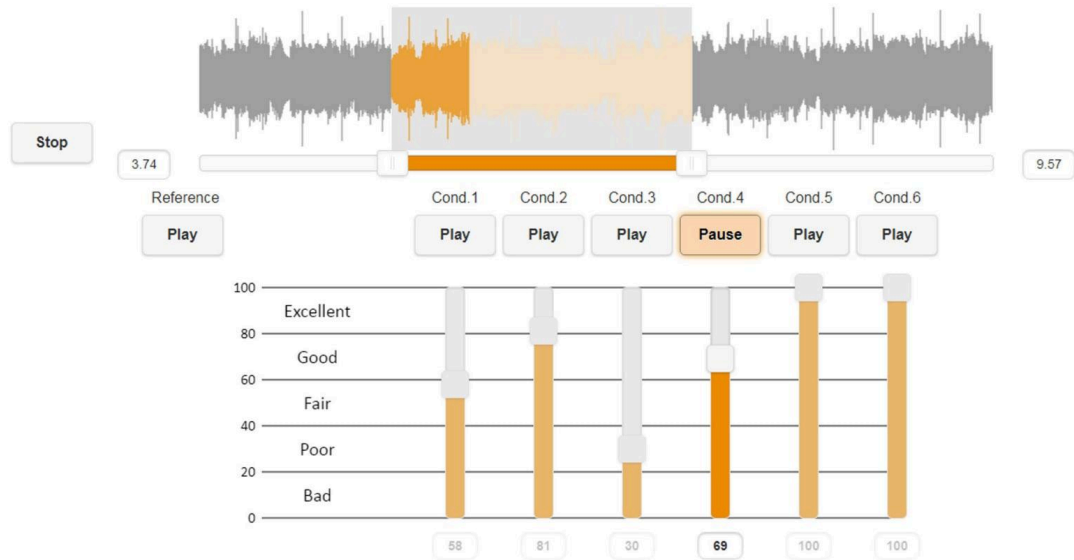 Stop
3.74
9.57
Reference Cond.1 Cond.2 Cond.3 Cond.4 Cond.5 Cond.6
Play Play Play Play Pause Play Play
100
Excellent
80
Good
60
Fair
40
Poor
20
Bad
0
58 81 30 69 100 100